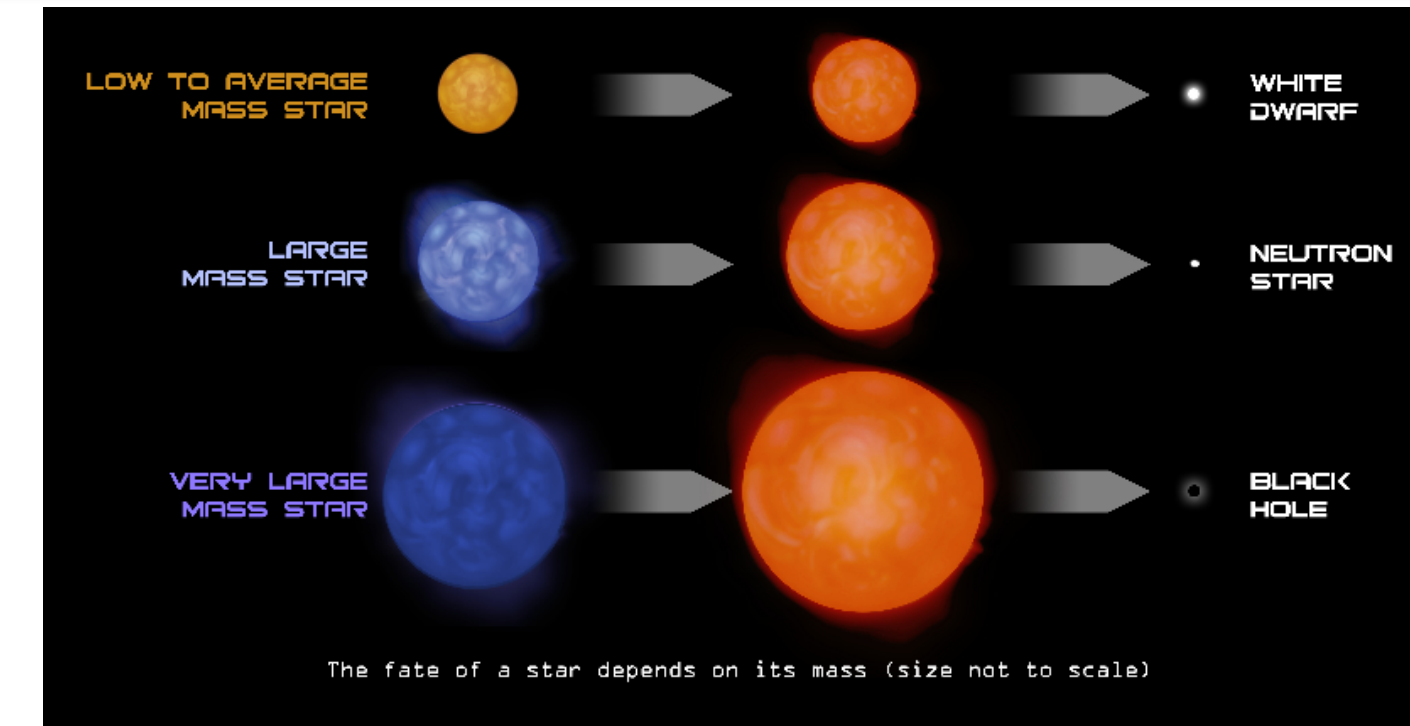 LOW TO AVERAGE
MASS STAR
WHITE
DWARF
LARGE
MASS STAR
NEUTRON
STAR
VERY LARGE
MASS STAR
BLACK
HOLE
The fate of a star depends on its mass (size not to scale)